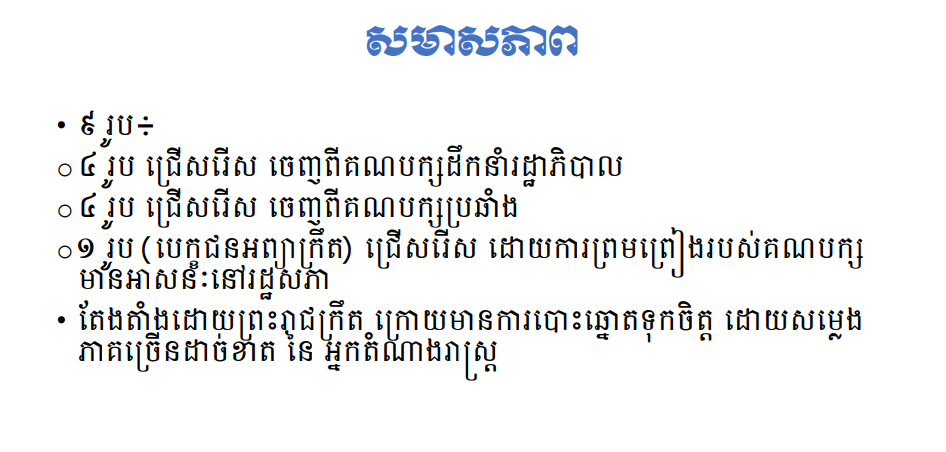 សមាសភាព
• ៩ រូប÷
○ ៤ រូប ជ្រើសរើស ចេញពីគណបក្សដឹកនាំរដ្ឋាភិបាល
○ ៤ រូប ជ្រើសរើស ចេញពីគណបក្សប្រឆាំង
○ ១ រូប (បេក្ខជនអព្យាក្រឹត) ជ្រើសរើស ដោយការព្រមព្រៀងរបស់គណបក្ស
មានអាសនៈនៅរដ្ឋសភា
• តែងតាំងដោយព្រះរាជក្រឹត ក្រោយមានការបោះឆ្នោតទុកចិត្ត ដោយសម្លេង
ភាគច្រើនដាច់ខាត នៃ អ្នកតំណាងរាស្ត្រ